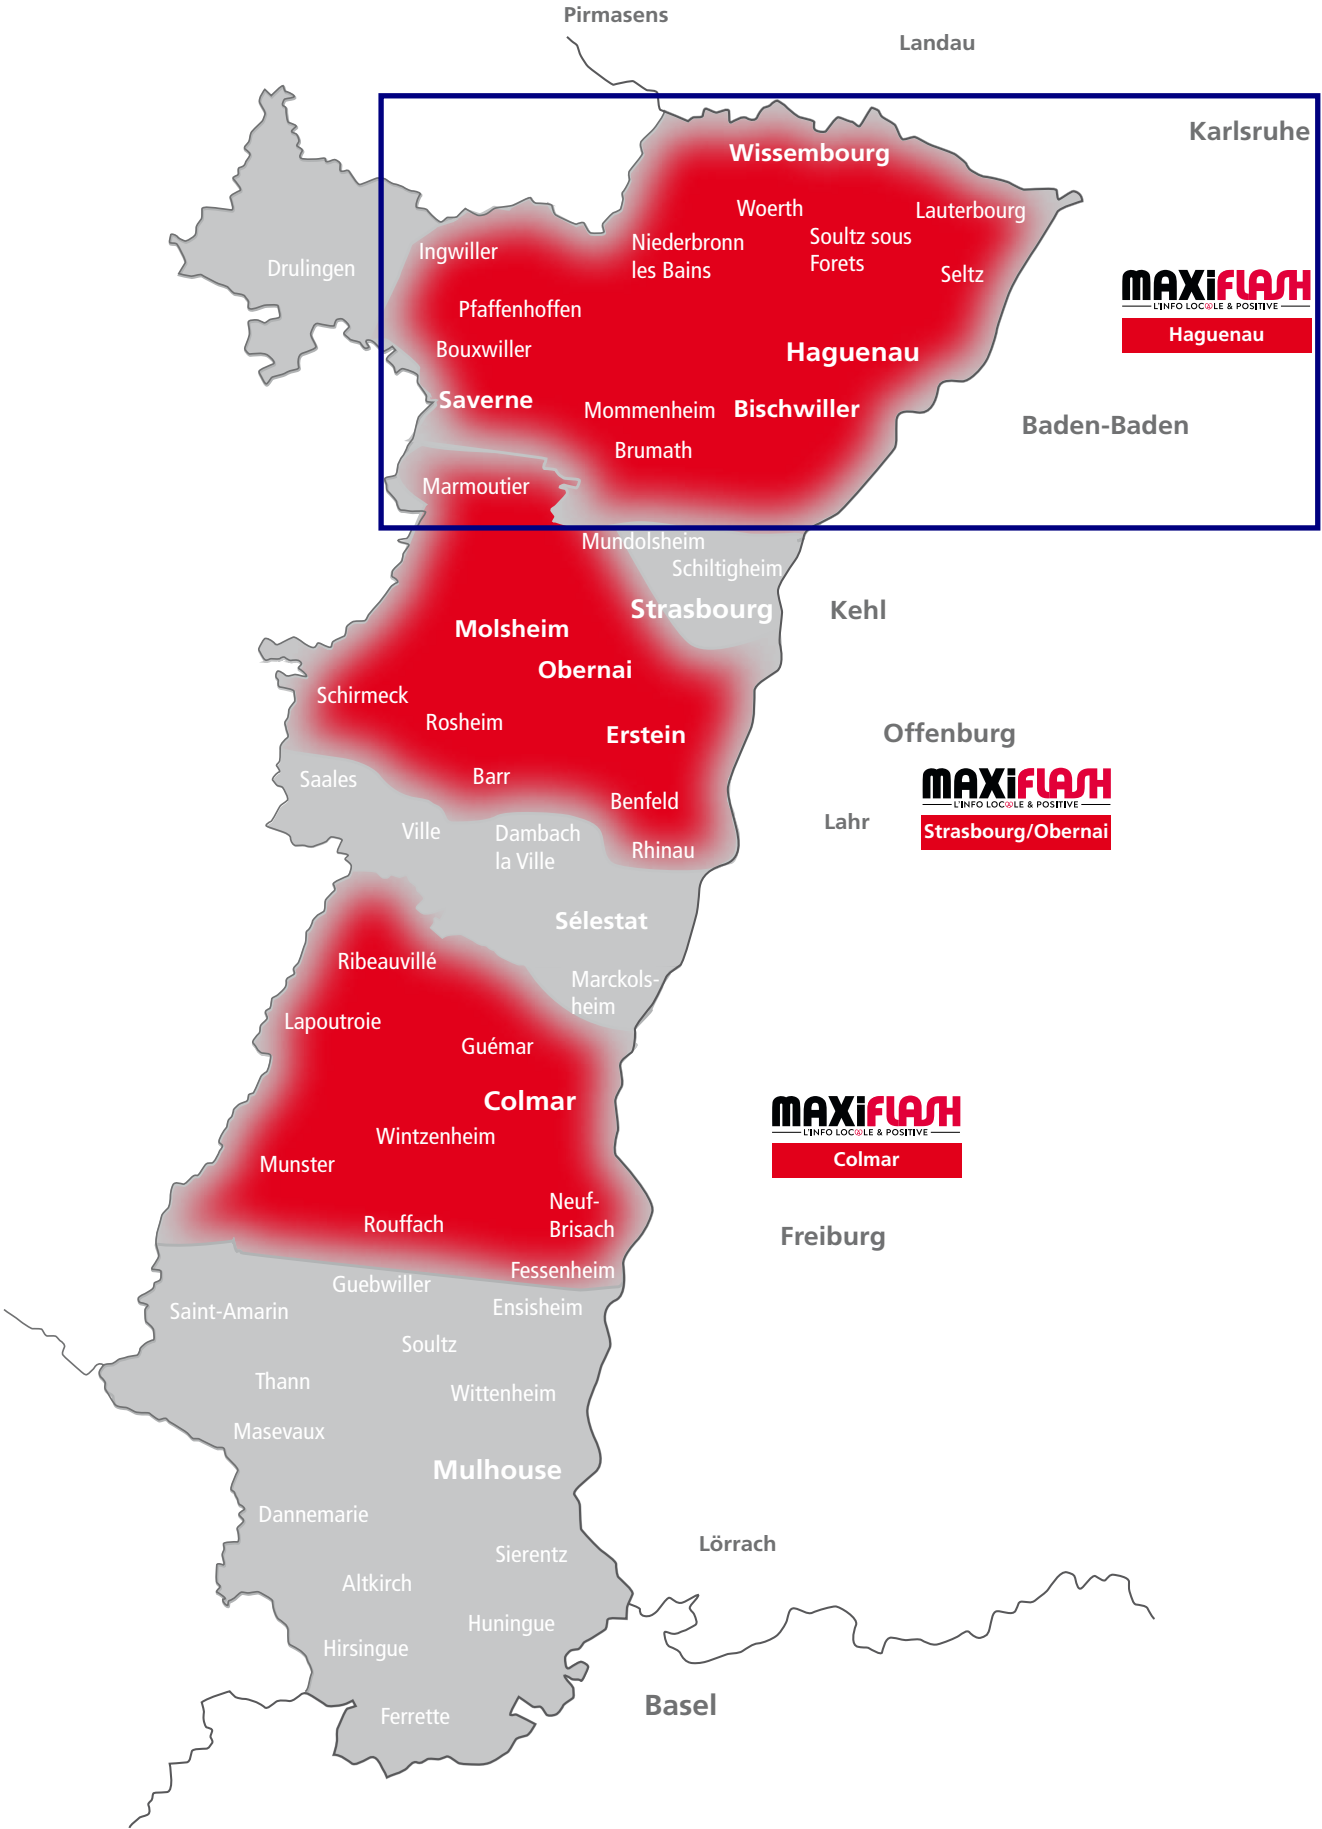 Pirmasens
Landau
Karlsruhe
Wissembourg
Woerth
Lauterbourg
Niederbronn
les Bains
Soultz sous
Forets
Ingwiller
Drulingen
Seltz
MAXiFLASH
L'INFO LOCALE & POSITIVE
Haguenau
Pfaffenhoffen
Bouxwiller
Haguenau
Saverne
Mommenheim
Bischwiller
Baden-Baden
Brumath
Marmoutier
Mundolsheim
Schiltigheim
Strasbourg
Kehl
Molsheim
Obernai
Schirmeck
Rosheim
Erstein
Offenburg
Saales
Barr
Benfeld
MAXiFLASH
L'INFO LOCALE & POSITIVE
Strasbourg/Obernai
Lahr
Ville
Dambach
la Ville
Rhinau
Sélestat
Ribeauvillé
Marckols-
heim
Lapoutroie
Guémar
Colmar
MAXiFLASH
L'INFO LOCALE & POSITIVE
Colmar
Wintzenheim
Munster
Neuf-
Brisach
Rouffach
Freiburg
Fessenheim
Guebwiller
Ensisheim
Saint-Amarin
Soultz
Thann
Wittenheim
Masevaux
Mulhouse
Dannemarie
Lörrach
Sierentz
Altkirch
Huningue
Hirsingue
Basel
Ferrette